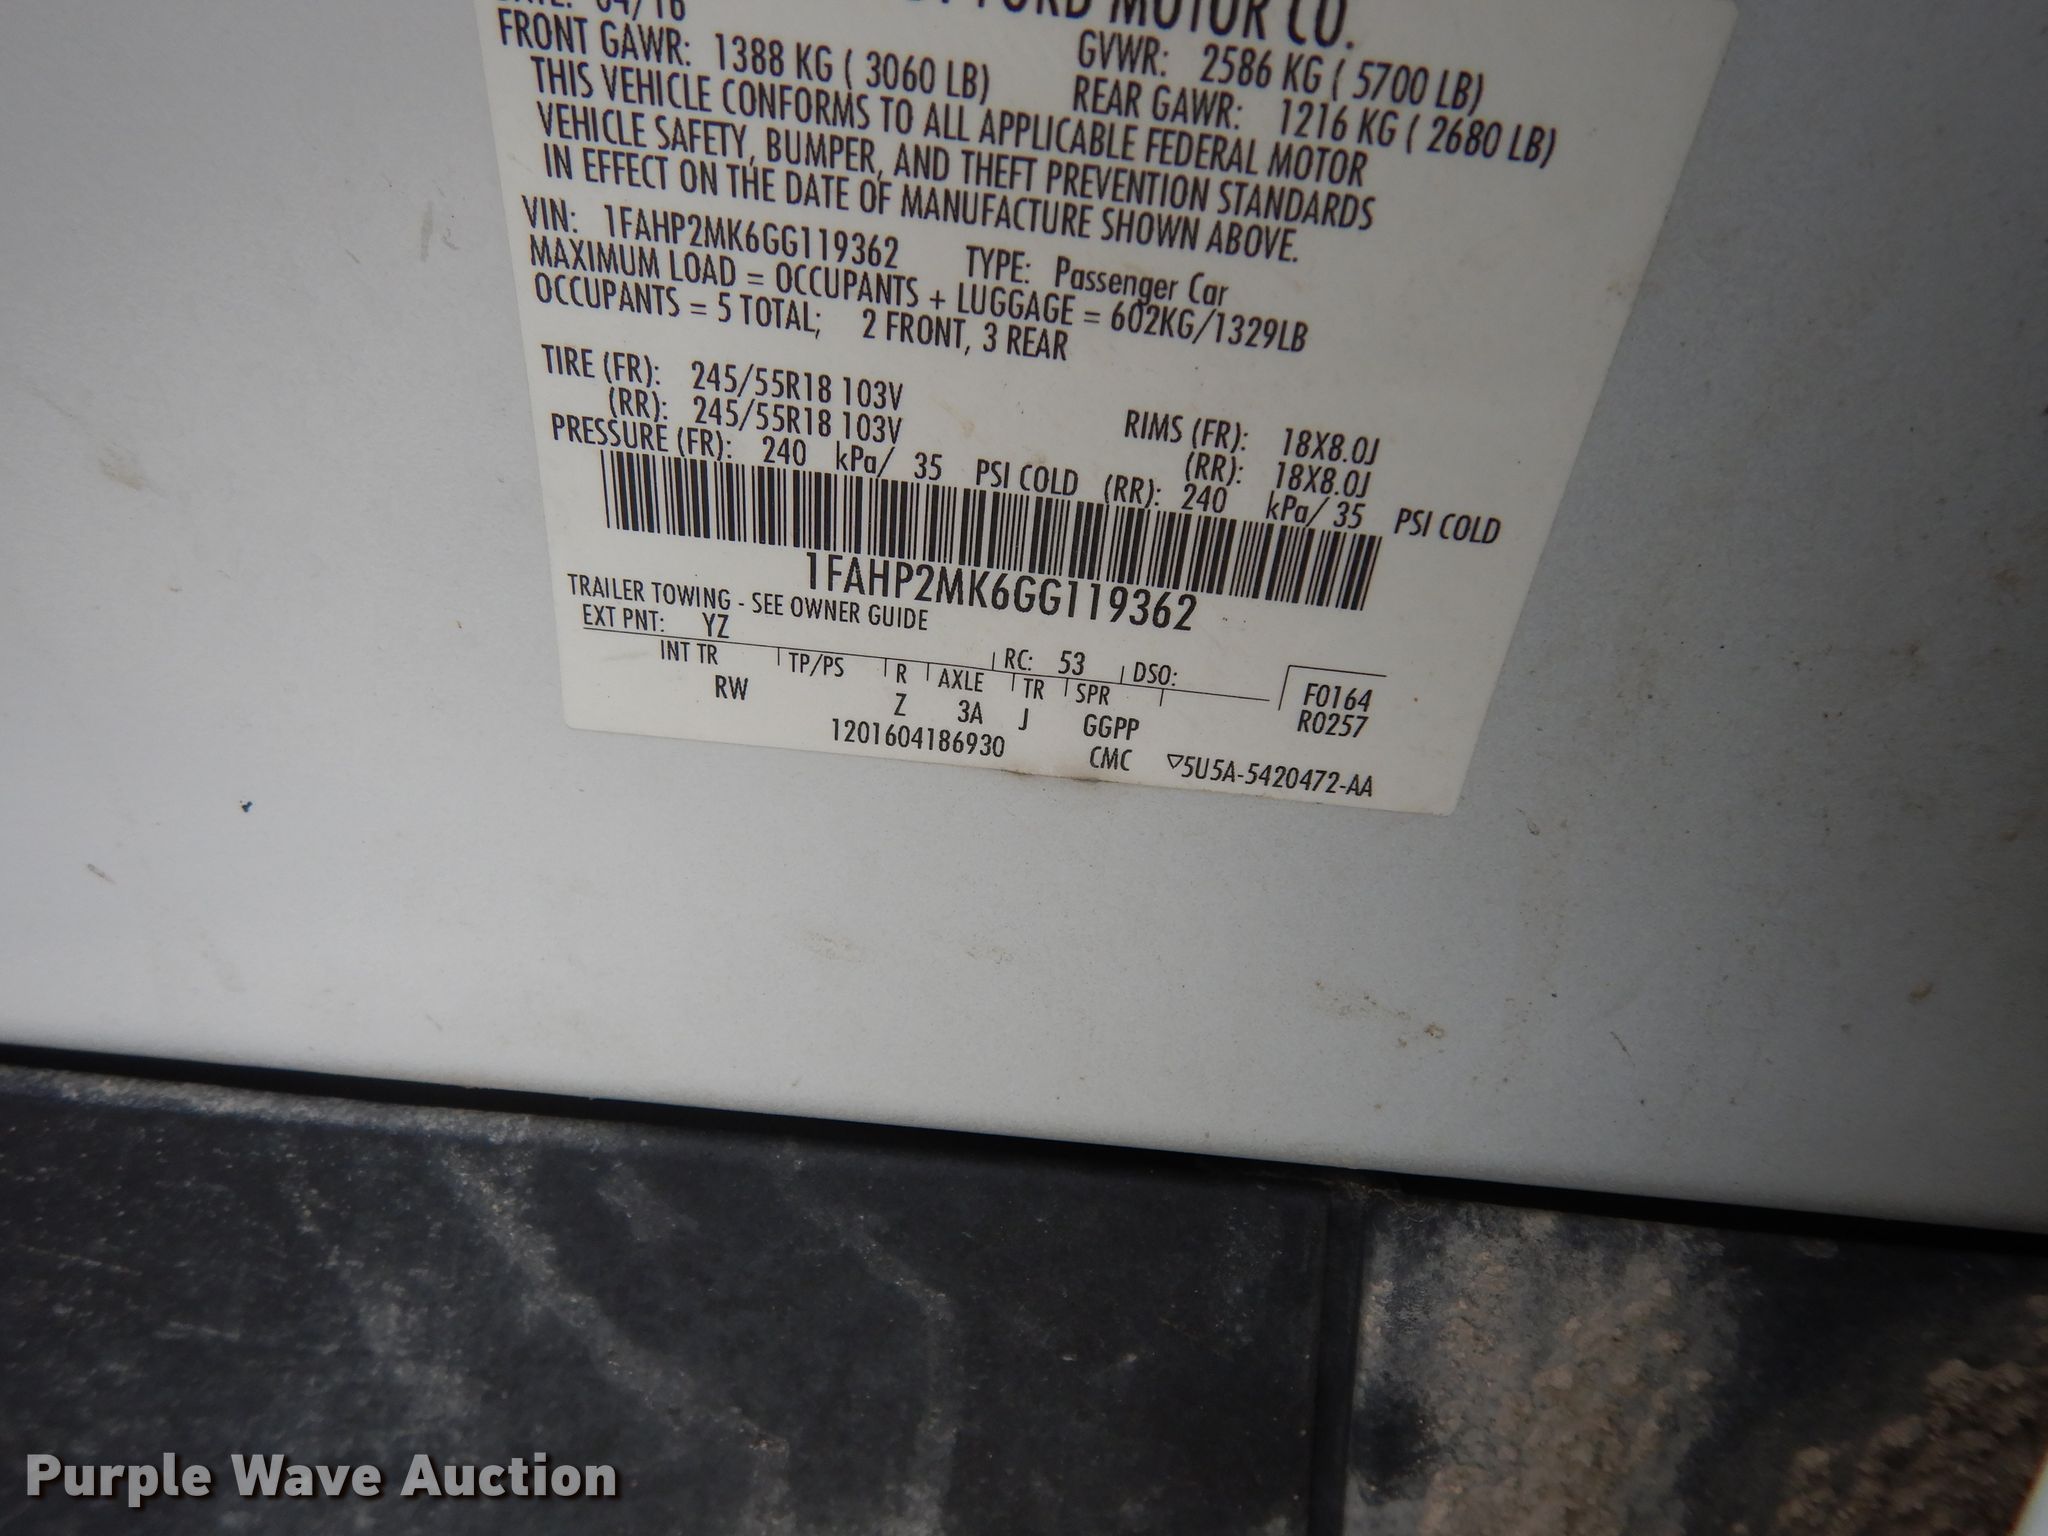 DATE: 04/16
FORD MOTOR CO.
FRONT GAWR: 1388 KG ( 3060 LB)
GVWR: 2586 KG ( 5700 LB)
REAR GAWR: 1216 KG ( 2680 LB)
THIS VEHICLE CONFORMS TO ALL APPLICABLE FEDERAL MOTOR
VEHICLE SAFETY, BUMPER, AND THEFT PREVENTION STANDARDS
IN EFFECT ON THE DATE OF MANUFACTURE SHOWN ABOVE.
VIN: 1FAHP2MK6GG119362 TYPE: Passenger Car
MAXIMUM LOAD = OCCUPANTS + LUGGAGE = 602KG/1329LB
OCCUPANTS = 5 TOTAL; 2 FRONT, 3 REAR
TIRE (FR): 245/55R18 103V RIMS (FR): 18X8.0J
(RR): 245/55R18 103V (RR): 18X8.0J
PRESSURE (FR): 240 kPa/ 35 PSI COLD (RR): 240 kPa/ 35 PSI COLD
1FAHP2MK6GG119362
TRAILER TOWING - SEE OWNER GUIDE
EXT PNT: YZ RC: 53 DSO:
INT TR TP/PS R AXLE TR SPR F0164
RW Z 3A J GGPP R0257
1201604186930 CMC ▽5U5A-5420472-AA
Purple Wave Auction